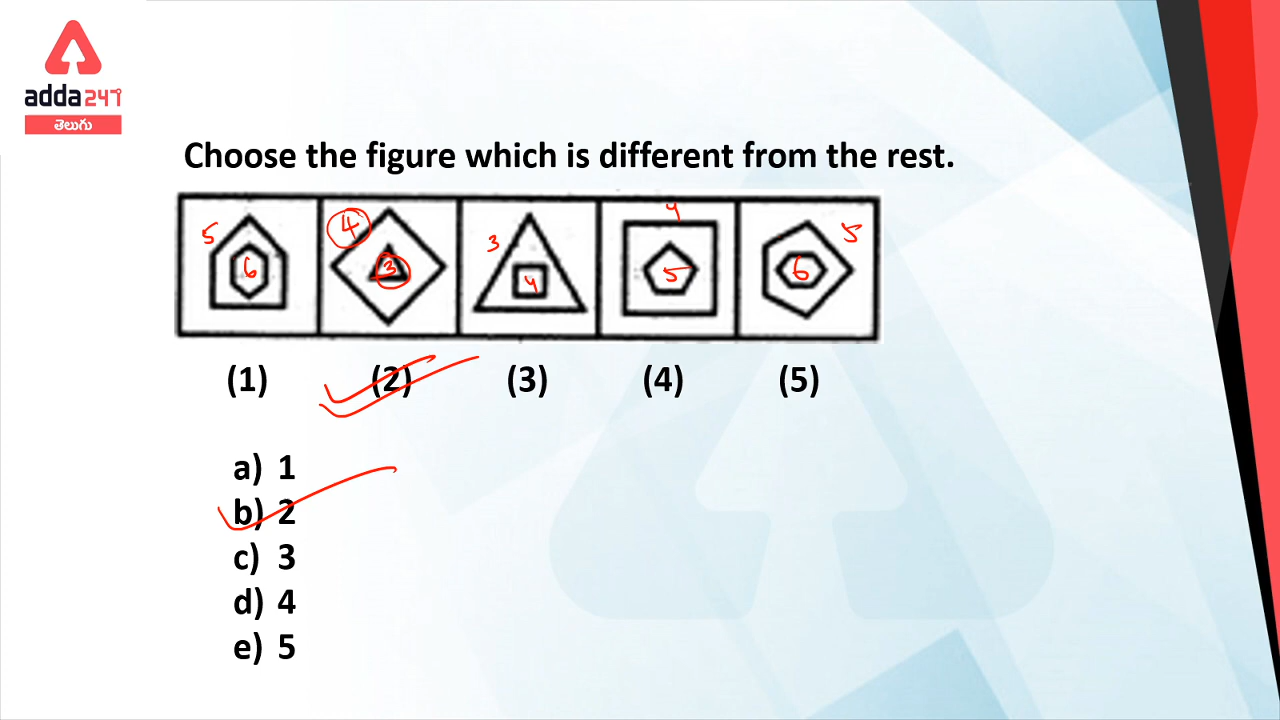 adda247
తెలుగు
Choose the figure which is different from the rest.
5 6 4 3 3 4 4 5 5 6
(1) (2) (3) (4) (5)
a) 1
b) 2
c) 3
d) 4
e) 5